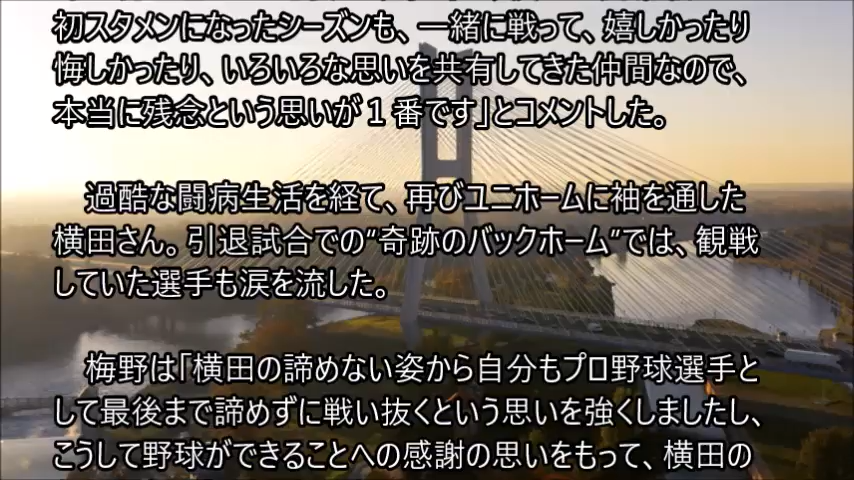 初スタメンになったシーズンも、一緒に戦って、嬉しかったり
悔しかったり、いろいろな思いを共有してきた仲間なので、
本当に残念という思いが１番です」とコメントした。
過酷な闘病生活を経て、再びユニホームに袖を通した
横田さん。引退試合での“奇跡のバックホーム”では、観戦
していた選手も涙を流した。
梅野は「横田の諦めない姿から自分もプロ野球選手と
して最後まで諦めずに戦い抜くという思いを強くしましたし、
こうして野球ができることへの感謝の思いをもって、横田の